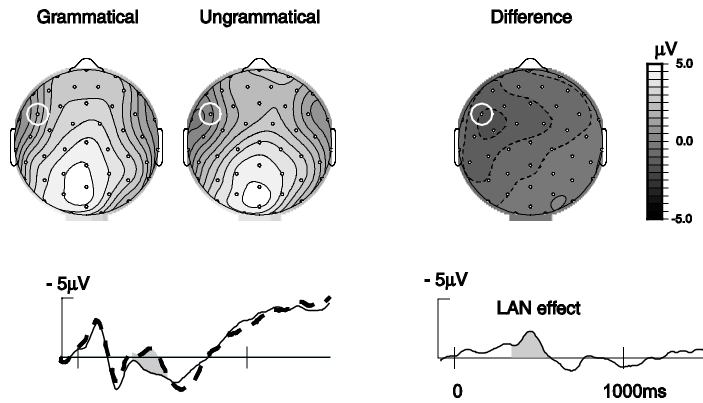 Grammatical
Ungrammatical
Difference
μV
5.0
0.0
-5.0
- 5μV
- 5μV
LAN effect
0
1000ms